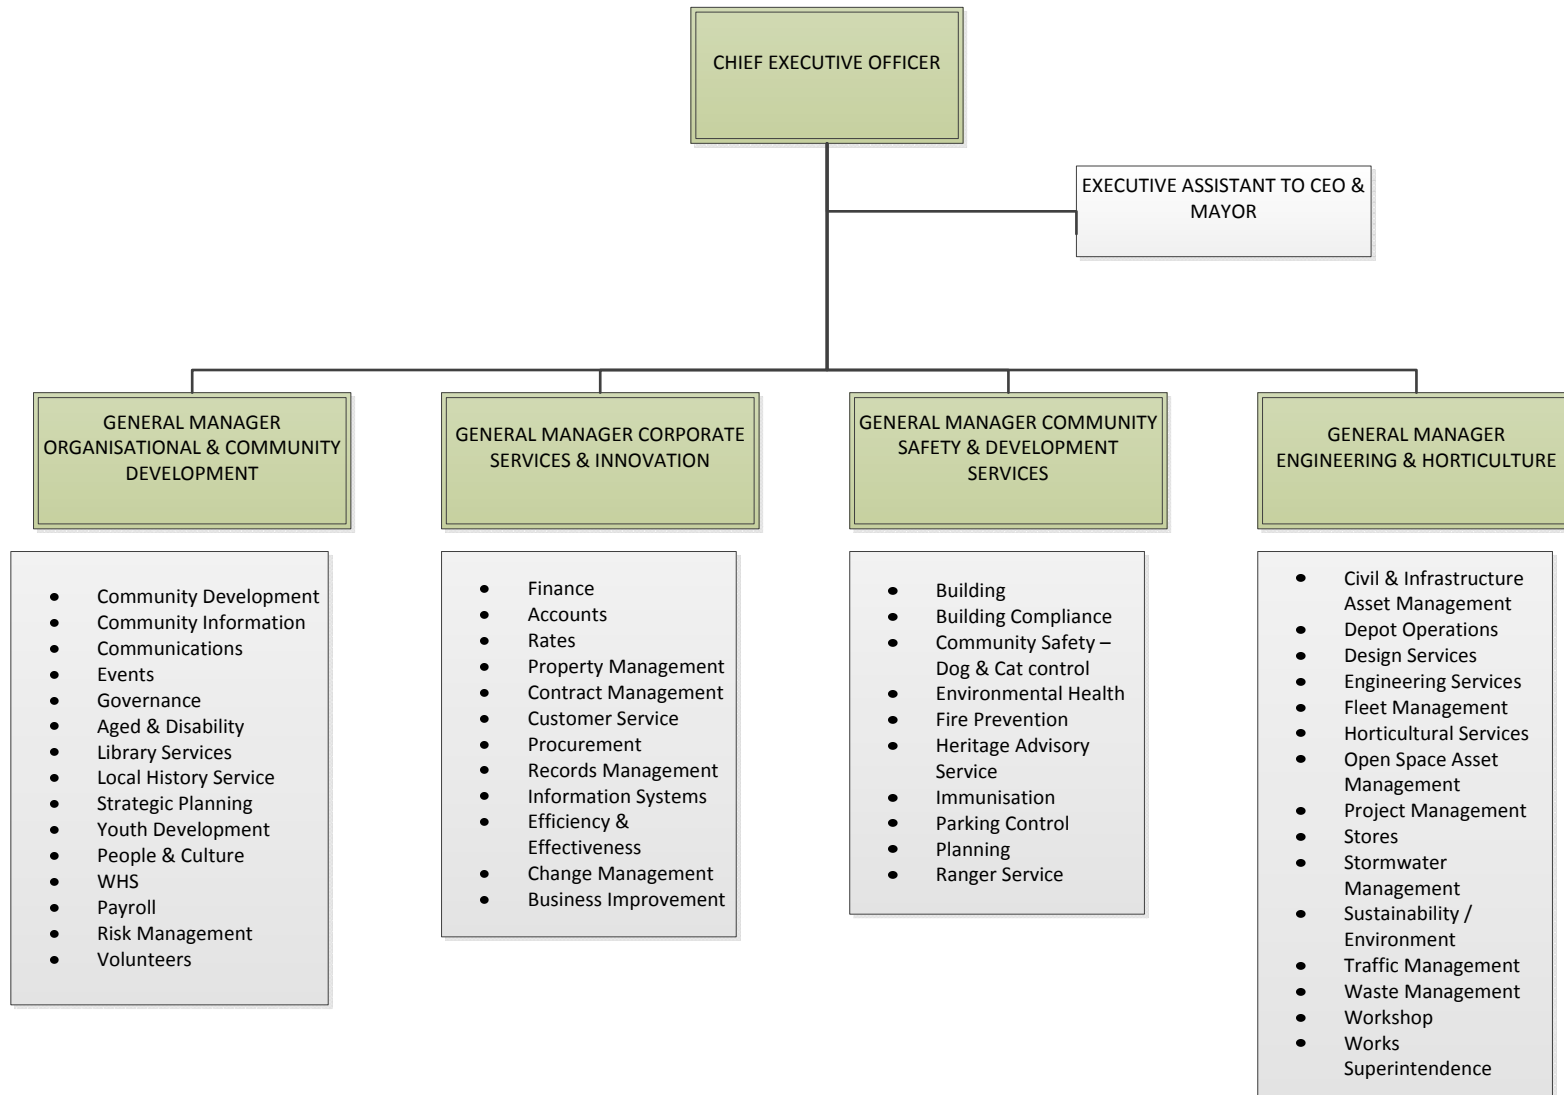 CHIEF EXECUTIVE OFFICER
EXECUTIVE ASSISTANT TO CEO &
MAYOR
GENERAL MANAGER
ORGANISATIONAL & COMMUNITY
DEVELOPMENT
GENERAL MANAGER CORPORATE
SERVICES & INNOVATION
GENERAL MANAGER COMMUNITY
SAFETY & DEVELOPMENT
SERVICES
GENERAL MANAGER
ENGINEERING & HORTICULTURE
• Community Development
• Community Information
• Communications
• Events
• Governance
• Aged & Disability
• Library Services
• Local History Service
• Strategic Planning
• Youth Development
• People & Culture
• WHS
• Payroll
• Risk Management
• Volunteers
• Finance
• Accounts
• Rates
• Property Management
• Contract Management
• Customer Service
• Procurement
• Records Management
• Information Systems
• Efficiency &
Effectiveness
• Change Management
• Business Improvement
• Building
• Building Compliance
• Community Safety –
Dog & Cat control
• Environmental Health
• Fire Prevention
• Heritage Advisory
Service
• Immunisation
• Parking Control
• Planning
• Ranger Service
• Civil & Infrastructure
Asset Management
• Depot Operations
• Design Services
• Engineering Services
• Fleet Management
• Horticultural Services
• Open Space Asset
Management
• Project Management
• Stores
• Stormwater
Management
• Sustainability /
Environment
• Traffic Management
• Waste Management
• Workshop
• Works
Superintendence